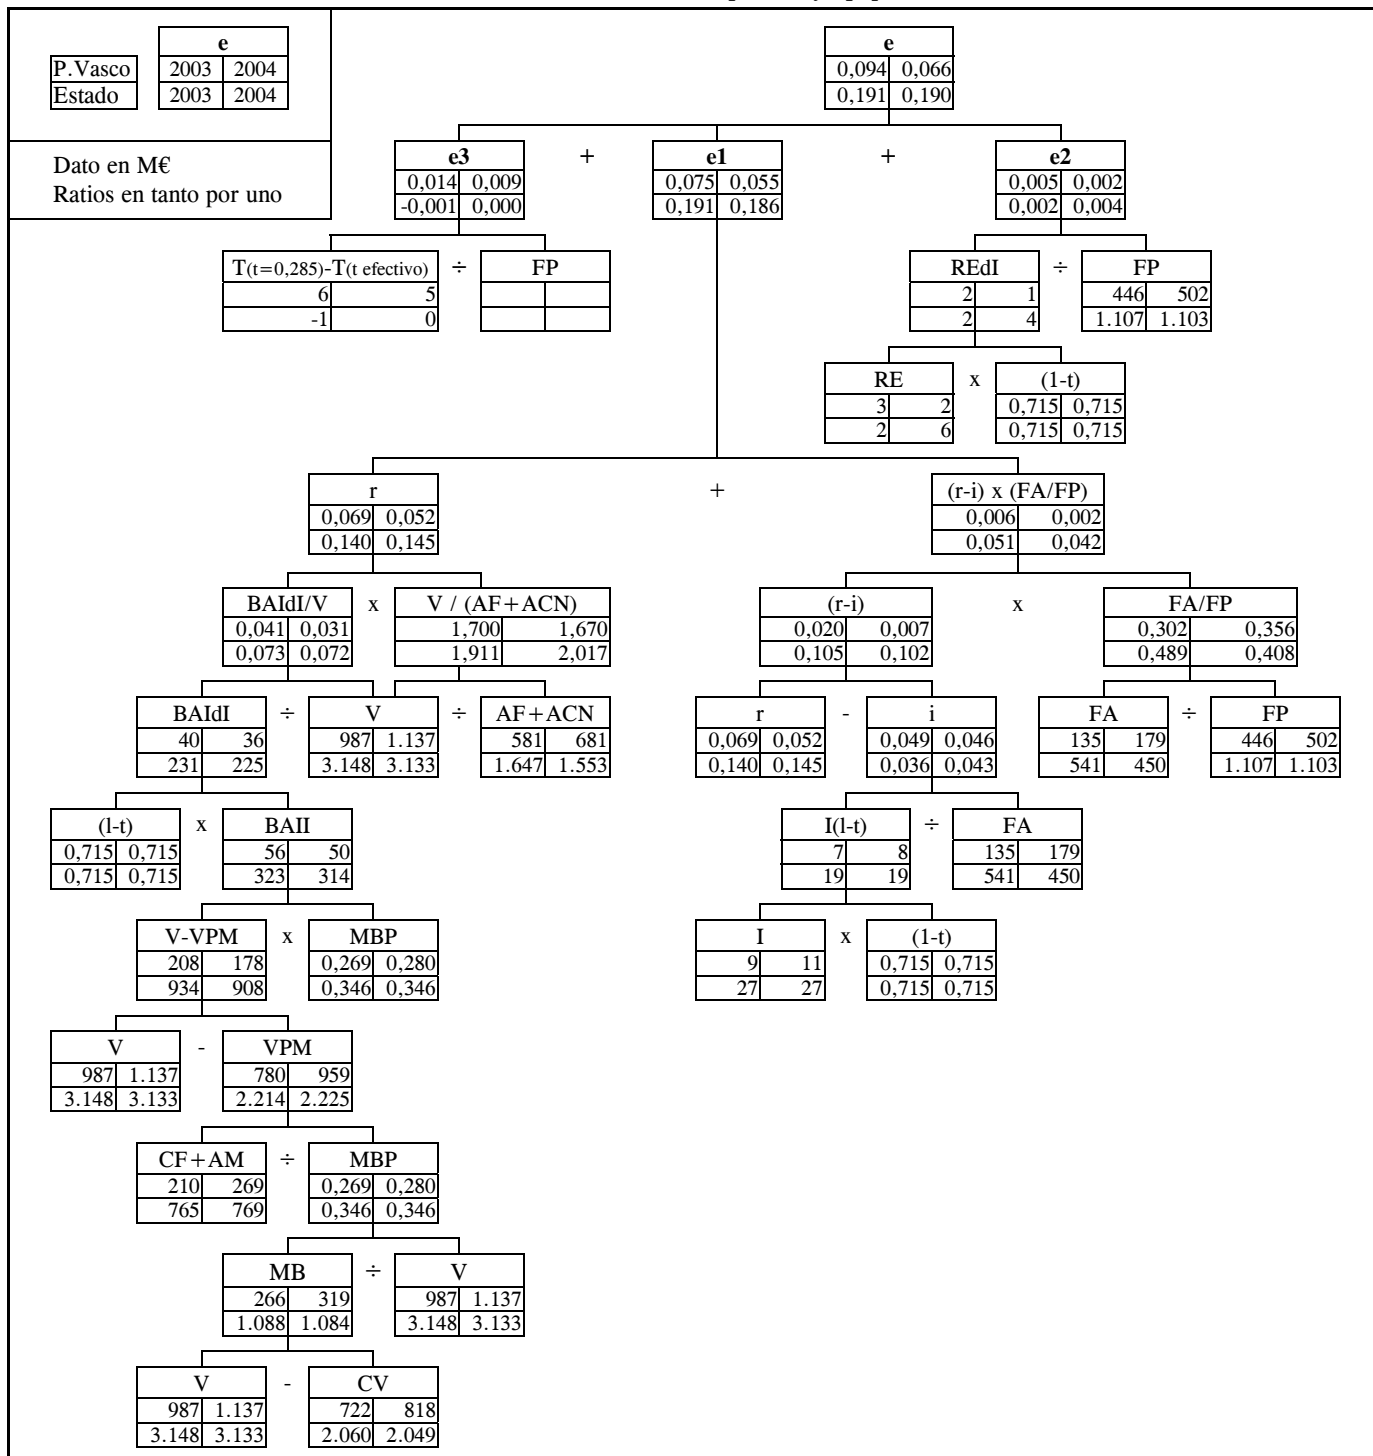 e
e
P.Vasco 2003 2004
0,094 0,066
Estado 2003 2004
0,191 0,190
Dato en M€
Ratios en tanto por uno
e3 + e1 + e2
0,014 0,009 0,075 0,055 0,005 0,002
-0,001 0,000 0,191 0,186 0,002 0,004
T(t=0,285)-T(t efectivo) ÷ FP REdI ÷ FP
6 5 2 1 446 502
-1 0 2 4 1.107 1.103
RE x (1-t)
3 2 0,715 0,715
2 6 0,715 0,715
r + (r-i) x (FA/FP)
0,069 0,052 0,006 0,002
0,140 0,145 0,051 0,042
BAIdI/V x V / (AF+ACN) (r-i) x FA/FP
0,041 0,031 1,700 1,670 0,020 0,007 0,302 0,356
0,073 0,072 1,911 2,017 0,105 0,102 0,489 0,408
BAIdI ÷ V ÷ AF+ACN r - i FA ÷ FP
40 36 987 1.137 581 681 0,069 0,052 0,049 0,046 135 179 446 502
231 225 3.148 3.133 1.647 1.553 0,140 0,145 0,036 0,043 541 450 1.107 1.103
(l-t) x BAII I(l-t) ÷ FA
0,715 0,715 56 50 7 8 135 179
0,715 0,715 323 314 19 19 541 450
V-VPM x MBP I x (1-t)
208 178 0,269 0,280 9 11 0,715 0,715
934 908 0,346 0,346 27 27 0,715 0,715
V - VPM
987 1.137 780 959
3.148 3.133 2.214 2.225
CF+AM ÷ MBP
210 269 0,269 0,280
765 769 0,346 0,346
MB ÷ V
266 319 987 1.137
1.088 1.084 3.148 3.133
V - CV
987 1.137 722 818
3.148 3.133 2.060 2.049